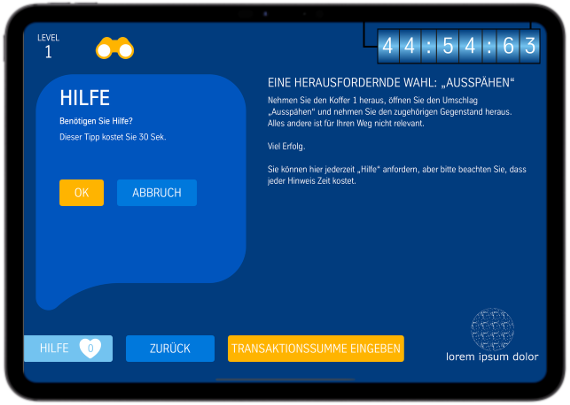 LEVEL
1
44:54:63
HILFE
Benötigen Sie Hilfe?
Dieser Tipp kostet Sie 30 Sek.
OK
ABBRUCH
EINE HERAUSFORDERNDE WAHL: „AUSSPÄHEN“
Nehmen Sie den Koffer 1 heraus, öffnen Sie den Umschlag
„Ausspähen“ und nehmen Sie den zugehörigen Gegenstand heraus.
Alles andere ist für Ihren Weg nicht relevant.
Viel Erfolg.
Sie können hier jederzeit „Hilfe“ anfordern, aber bitte beachten Sie, dass
jeder Hinweis Zeit kostet.
HILFE 0
ZURÜCK
TRANSAKTIONSSUMME EINGEBEN
lorem ipsum dolor